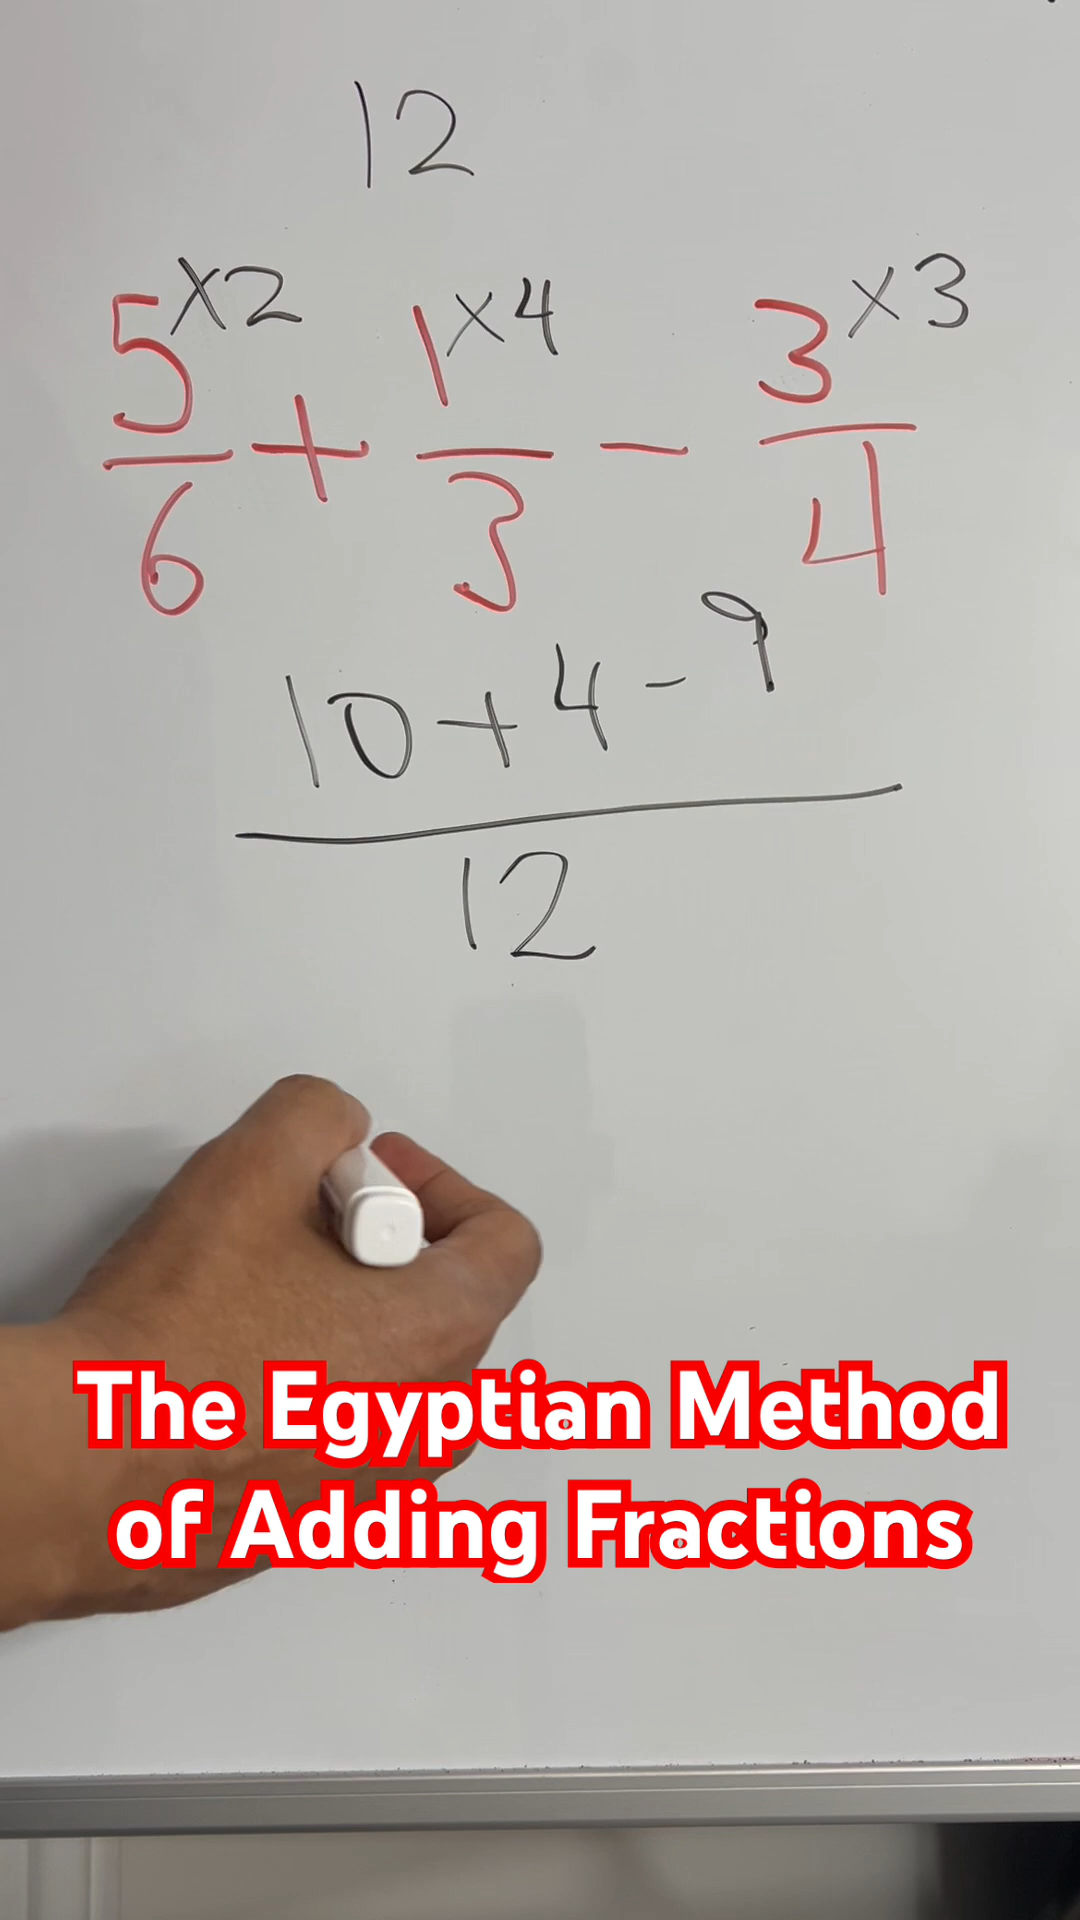 12
5 ×2 1 ×4 3 ×3
6 + 3 - 4
10 + 4 - 9
12
The Egyptian Method
of Adding Fractions